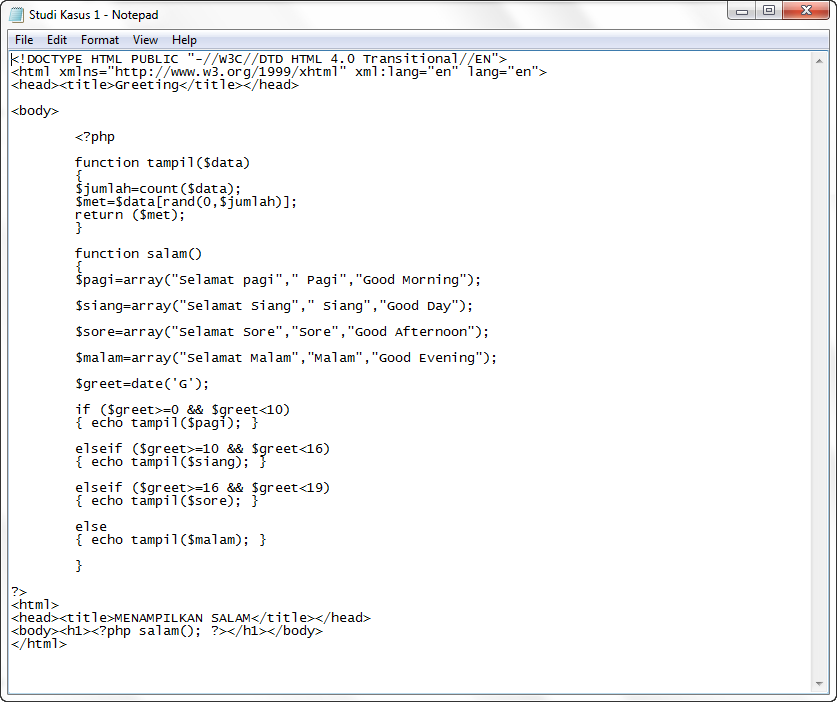 Studi Kasus 1 - Notepad
File Edit Format View Help
<!DOCTYPE HTML PUBLIC "-//W3C//DTD HTML 4.0 Transitional//EN">
<html xmlns="http://www.w3.org/1999/xhtml" xml:lang="en" lang="en">
<head><title>Greeting</title></head>
<body>
<?php
function tampil($data)
{
$jumlah=count($data);
$met=$data[rand(0,$jumlah)];
return ($met);
}
function salam()
{
$pagi=array("Selamat pagi"," Pagi","Good Morning");
$siang=array("Selamat Siang"," Siang","Good Day");
$sore=array("Selamat Sore","Sore","Good Afternoon");
$malam=array("Selamat Malam","Malam","Good Evening");
$greet=date('G');
if ($greet>=0 && $greet<10)
{ echo tampil($pagi); }
elseif ($greet>=10 && $greet<16)
{ echo tampil($siang); }
elseif ($greet>=16 && $greet<19)
{ echo tampil($sore); }
else
{ echo tampil($malam); }
}
?>
<html>
<head><title>MENAMPILKAN SALAM</title></head>
<body><h1><?php salam(); ?></h1></body>
</html>